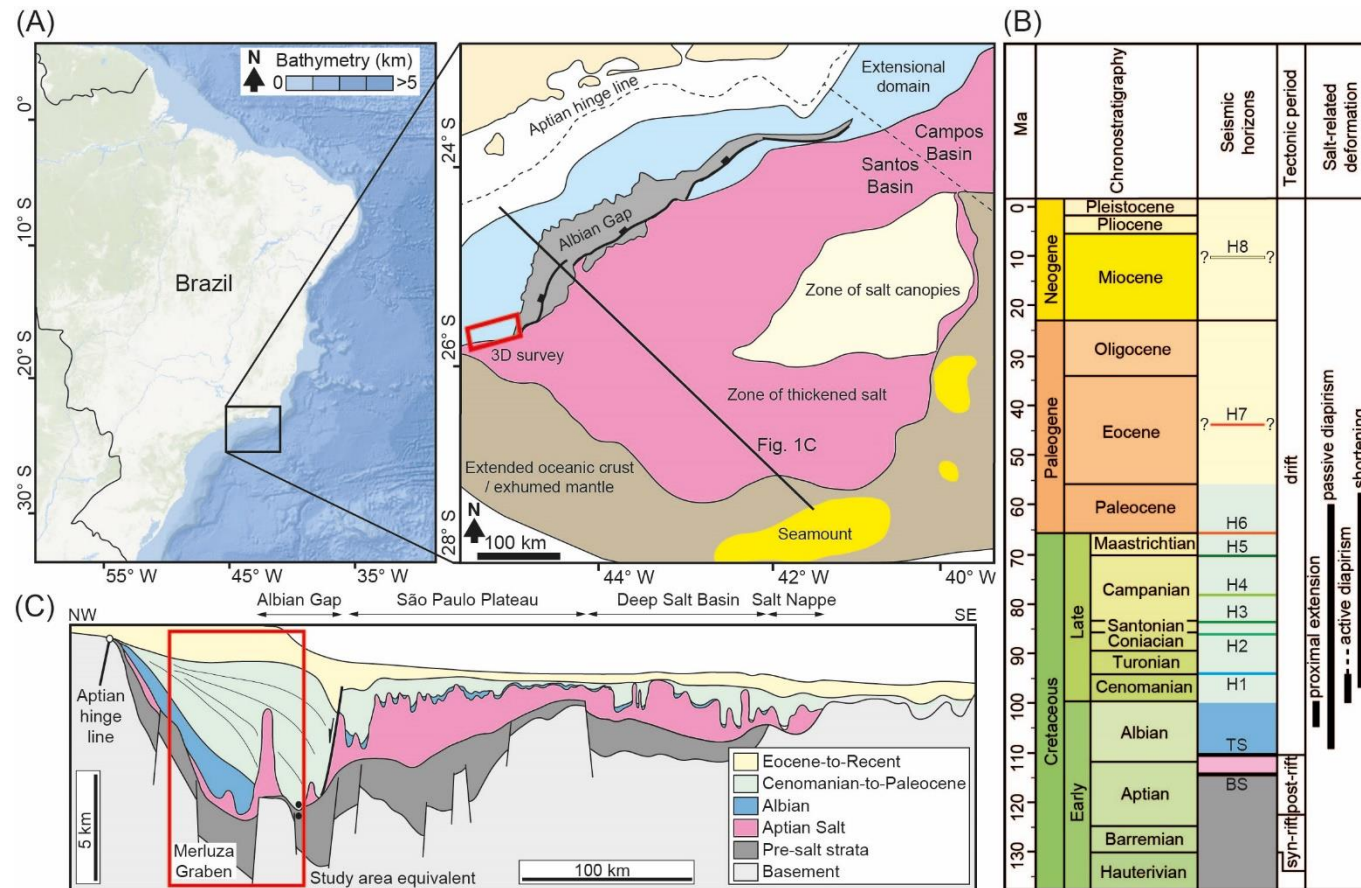 (A)
N
Bathymetry (km)
0
>5
0°
10° S
20° S
30° S
Brazil
55° W
45° W
35° W
Aptian hinge line
Extensional
domain
Campos
Basin
Santos
Basin
Albian Gap
Zone of salt canopies
3D survey
Zone of thickened salt
Fig. 1C
Extended oceanic crust
/ exhumed mantle
Seamount
N
100 km
24° S
26° S
28° S
44° W
42° W
40° W
(B)
Ma
Chronostratigraphy
Seismic
horizons
Tectonic period
Salt-related
deformation
0
10
20
30
40
50
60
70
80
90
100
110
120
130
Neogene
Paleogene
Cretaceous
Late
Early
Pleistocene
Pliocene
Miocene
Oligocene
Eocene
Paleocene
Maastrichtian
Campanian
Santonian
Coniacian
Turonian
Cenomanian
Albian
Aptian
Barremian
Hauterivian
? H8 ?
? H7 ?
H6
H5
H4
H3
H2
H1
TS
BS
drift
post-rift
syn-rift
proximal extension
passive diapirism
active diapirism
shortening
(C)
NW
Albian Gap
São Paulo Plateau
Deep Salt Basin
Salt Nappe
SE
Aptian
hinge
line
5 km
Merluza
Graben
Study area equivalent
100 km
Eocene-to-Recent
Cenomanian-to-Paleocene
Albian
Aptian Salt
Pre-salt strata
Basement